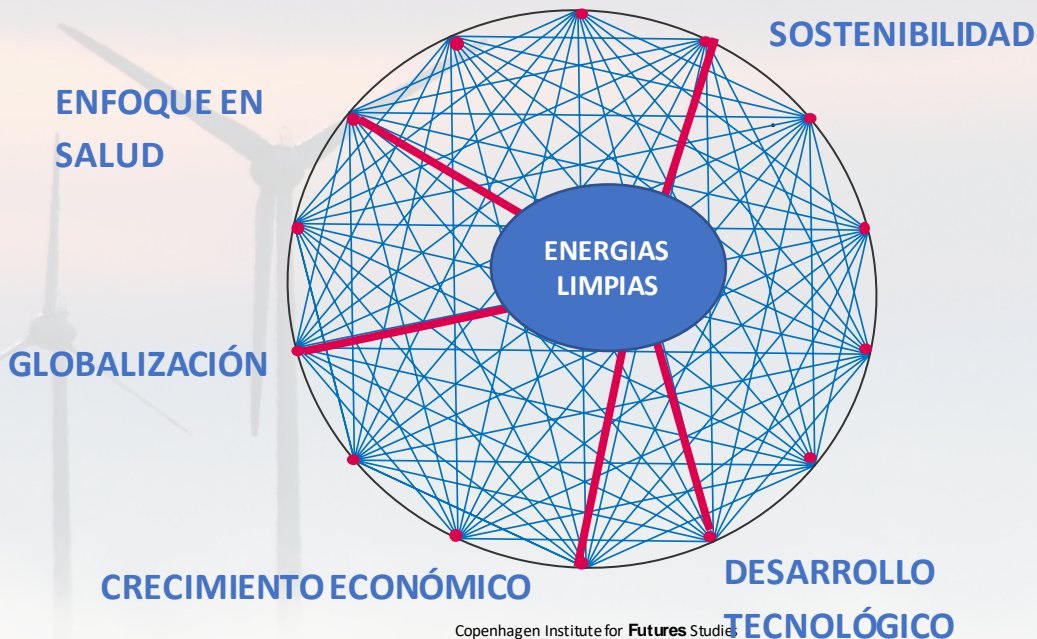 SOSTENIBILIDAD
ENFOQUE EN
SALUD
ENERGIAS
LIMPIAS
GLOBALIZACIÓN
CRECIMIENTO ECONÓMICO
DESARROLLO
TECNOLÓGICO
Copenhagen Institute for Futures Studies